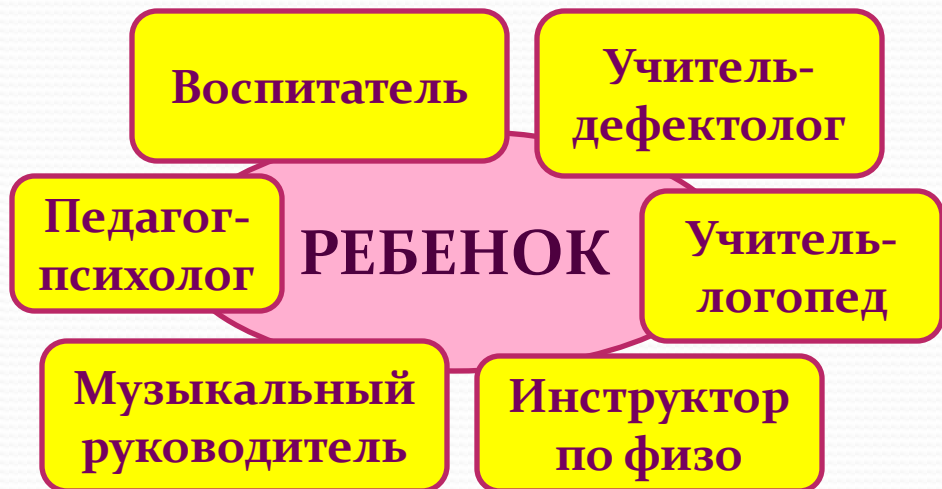 Воспитатель
Учитель-
дефектолог
Педагог-
психолог
РЕБЕНОК
Учитель-
логопед
Музыкальный
руководитель
Инструктор
по физо